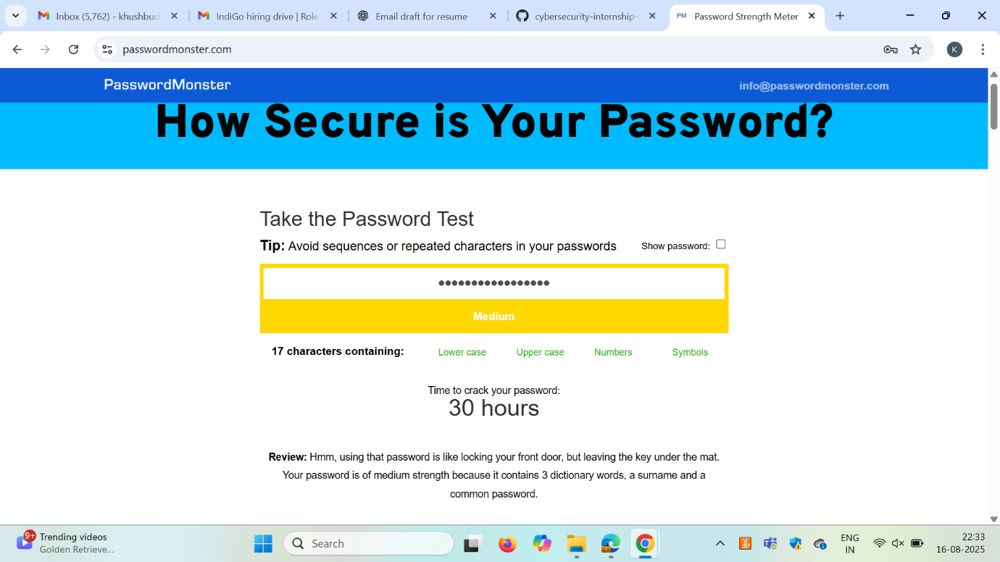 Inbox (5,762) - khushbuc
IndiGo hiring drive | Role
Email draft for resume
cybersecurity-internship-
PM Password Strength Meter
passwordmonster.com
K
PasswordMonster
info@passwordmonster.com
How Secure is Your Password?
Take the Password Test
Tip: Avoid sequences or repeated characters in your passwords
Show password:
•••••••••••••••••
Medium
17 characters containing:
Lower case
Upper case
Numbers
Symbols
Time to crack your password:
30 hours
Review: Hmm, using that password is like locking your front door, but leaving the key under the mat.
Your password is of medium strength because it contains 3 dictionary words, a surname and a
common password.
9+
Trending videos
Golden Retrieve...
Search
ENG
IN
22:33
16-08-2025